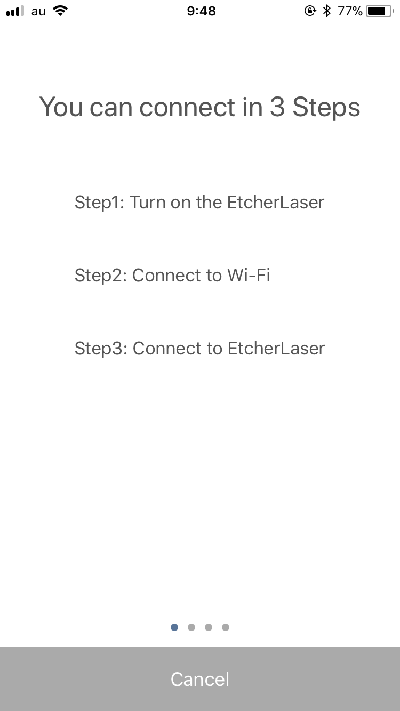 au 9:48 77%
You can connect in 3 Steps
Step1: Turn on the EtcherLaser
Step2: Connect to Wi-Fi
Step3: Connect to EtcherLaser
Cancel